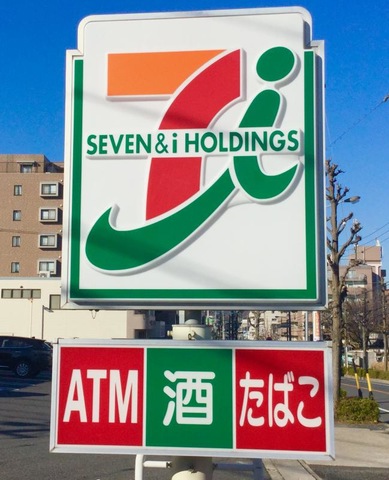 SEVEN & i HOLDINGS
ATM 酒 たばこ